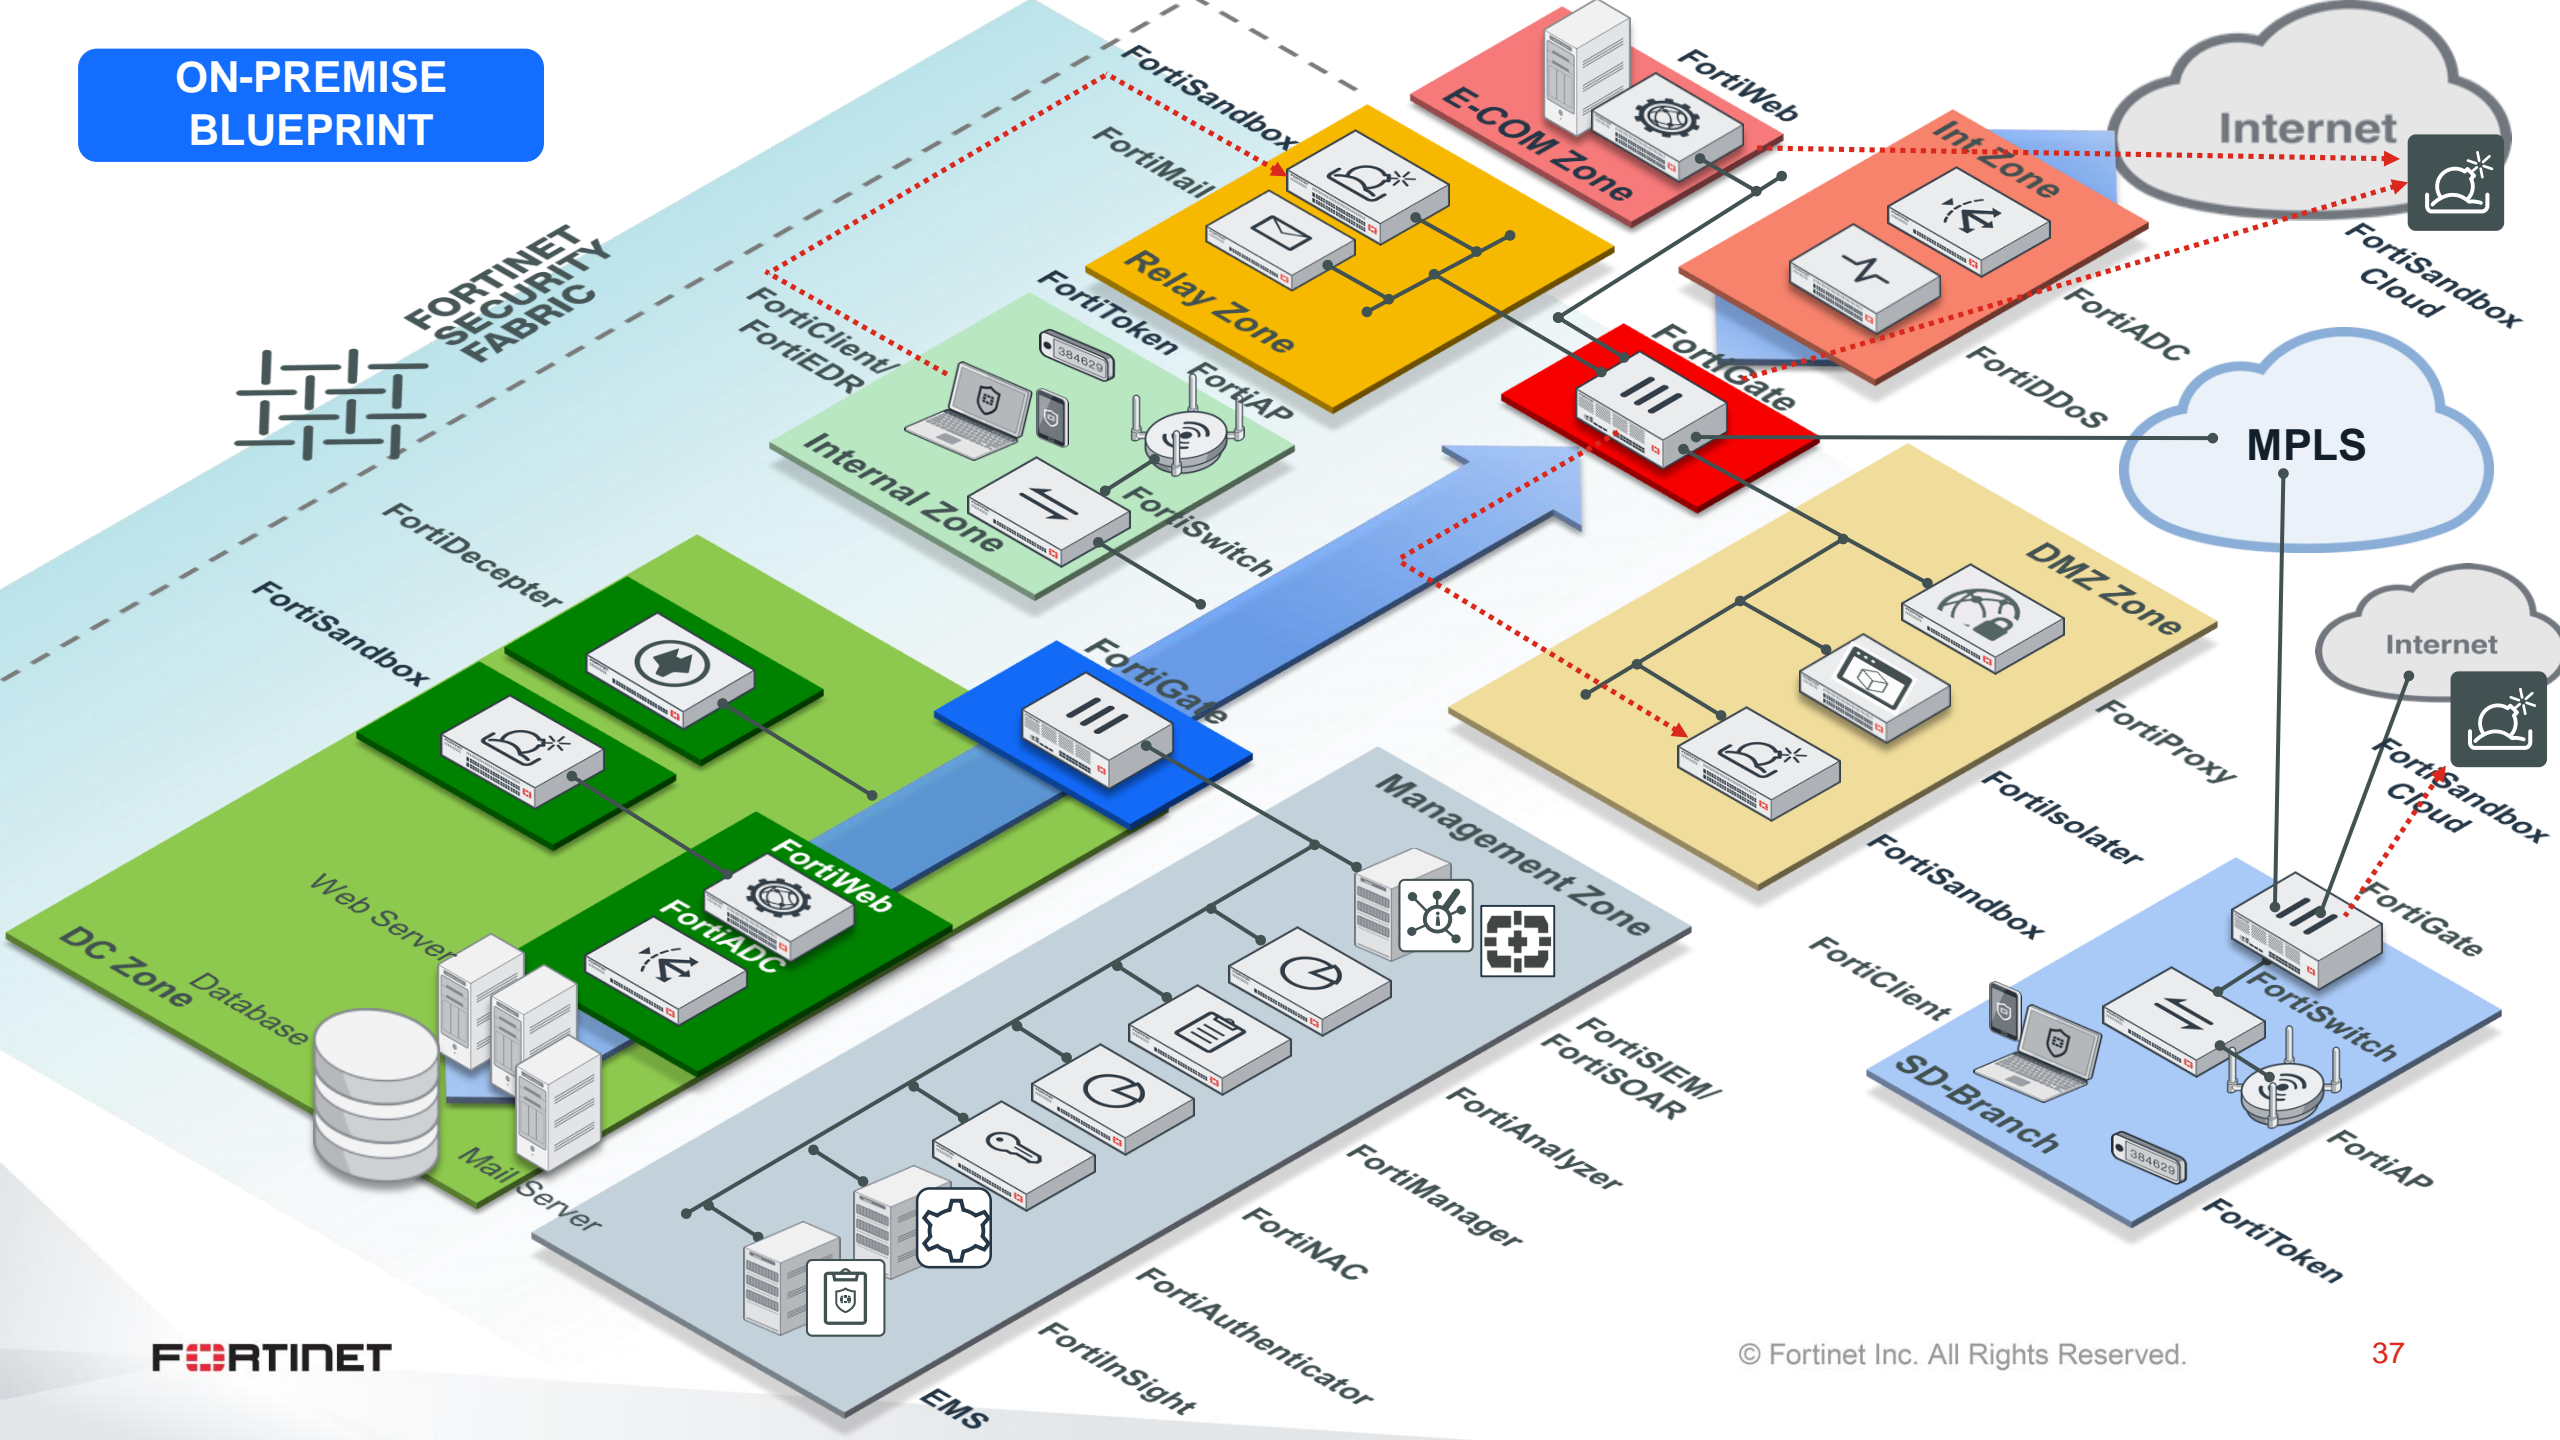 ON-PREMISE
BLUEPRINT
FORTINET
SECURITY
FABRIC
FortiSandbox
FortiMail
Relay Zone
FortiWeb
E-COM Zone
Int Zone
FortiADC
FortiDDoS
Internet
FortiSandbox
Cloud
FortiClient/
FortiEDR
FortiToken
384629
FortiAP
FortiSwitch
Internal Zone
FortiGate
MPLS
DMZ Zone
FortiProxy
FortiIsolater
FortiSandbox
Internet
FortiSandbox
Cloud
FortiDecepter
FortiSandbox
FortiGate
FortiWeb
FortiADC
Web Server
Database
DC Zone
Mail Server
Management Zone
FortiSIEM/
FortiSOAR
FortiAnalyzer
FortiManager
FortiNAC
FortiAuthenticator
FortiInSight
EMS
FortiClient
FortiGate
FortiSwitch
SD-Branch
384629
FortiAP
FortiToken
FORTINET
© Fortinet Inc. All Rights Reserved.
37